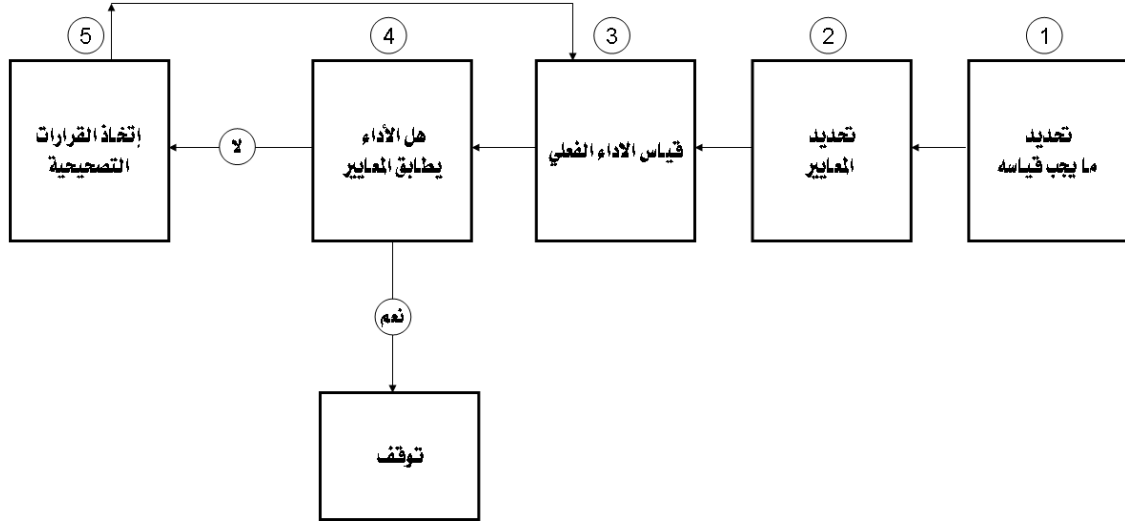 1
2
3
4
5
تحديد
ما يجب قياسه
تحديد
المعايير
قياس الاداء الفعلي
هل الأداء
يطابق المعايير
لا
إتخاذ القرارات
التصحيحية
نعم
توقف